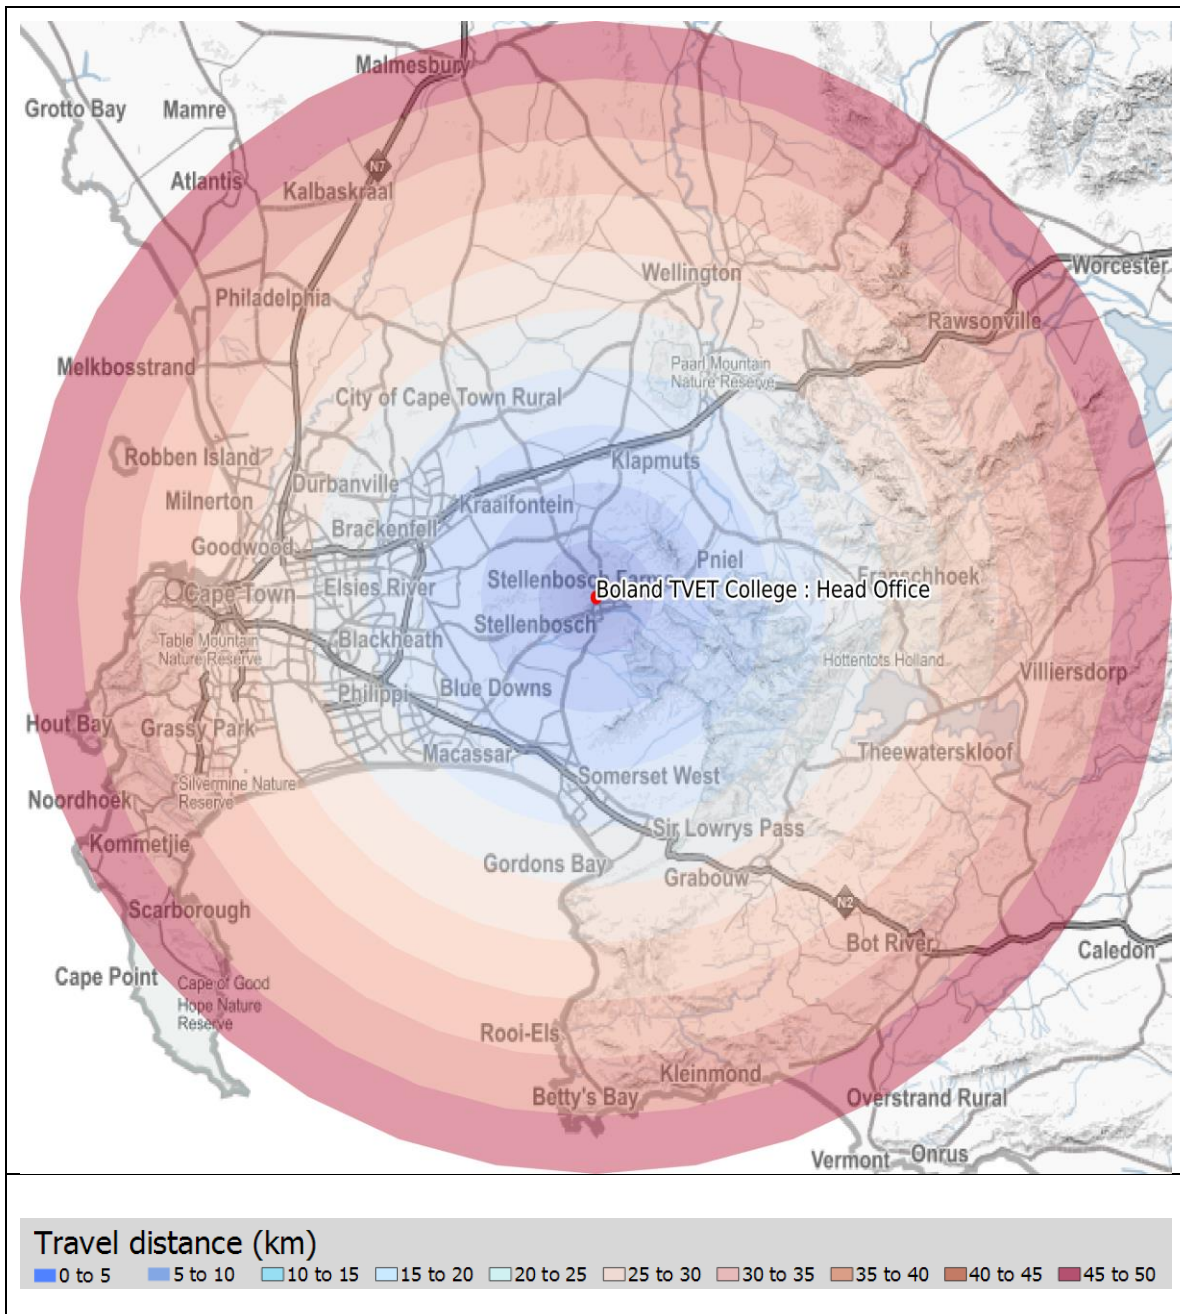 Malmesbury
Grotto Bay
Mamre
N7
Atlantis
Kalbaskraal
Worcester
Wellington
Philadelphia
Rawsonville
Melkbosstrand
Paarl Mountain
Nature Reserve
City of Cape Town Rural
Robben Island
Klapmuts
Durbanville
Milnerton
Kraaifontein
Brackenfell
Goodwood
Pniel
Stellenbosch Farm
Franschhoek
Elsies River
Boland TVET College : Head Office
Cape Town
Stellenbosch
Table Mountain
Nature Reserve
Blackheath
Hottentots Holland
Villiersdorp
Philippi
Blue Downs
Hout Bay
Grassy Park
Macassar
Theewaterskloof
Somerset West
Silvermine Nature
Reserve
Noordhoek
Sir Lowrys Pass
Kommetjie
Gordons Bay
Grabouw
N2
Scarborough
Bot River
Caledon
Cape Point
Cape of Good
Hope Nature
Reserve
Rooi-Els
Kleinmond
Betty's Bay
Overstrand Rural
Vermont
Onrus
Travel distance (km)
0 to 5 5 to 10 10 to 15 15 to 20 20 to 25 25 to 30 30 to 35 35 to 40 40 to 45 45 to 50